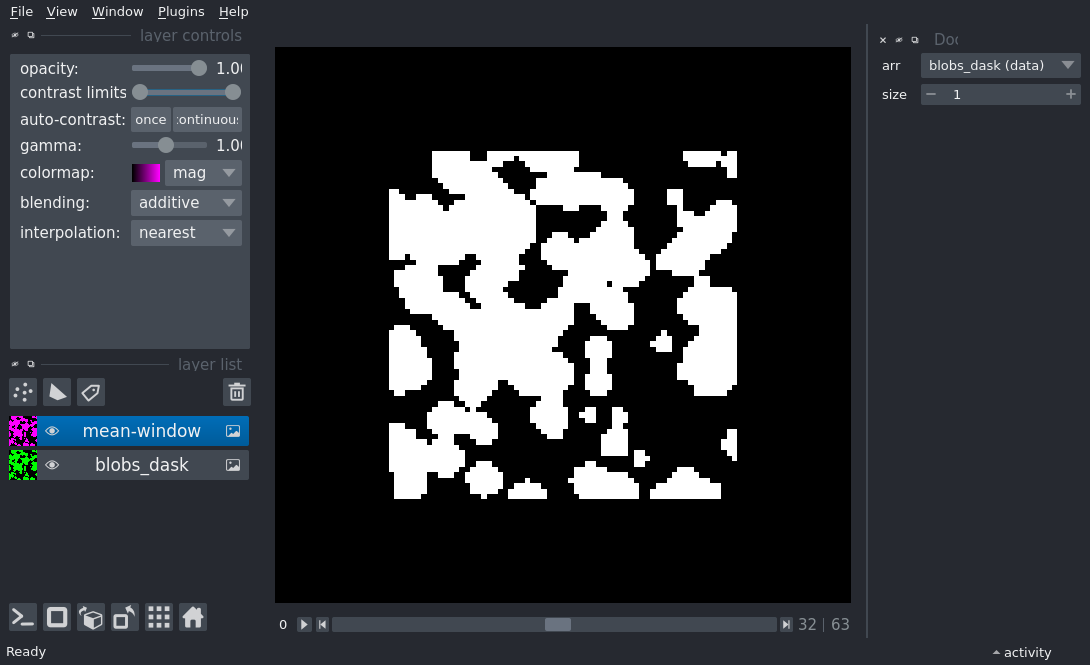 File View Window Plugins Help
layer controls
opacity: 1.00
contrast limits
auto-contrast: once continuous
gamma: 1.00
colormap: mag
blending: additive
interpolation: nearest
layer list
mean-window
blobs_dask
0 32 | 63
Doc
arr blobs_dask (data)
size − 1 +
Ready
activity